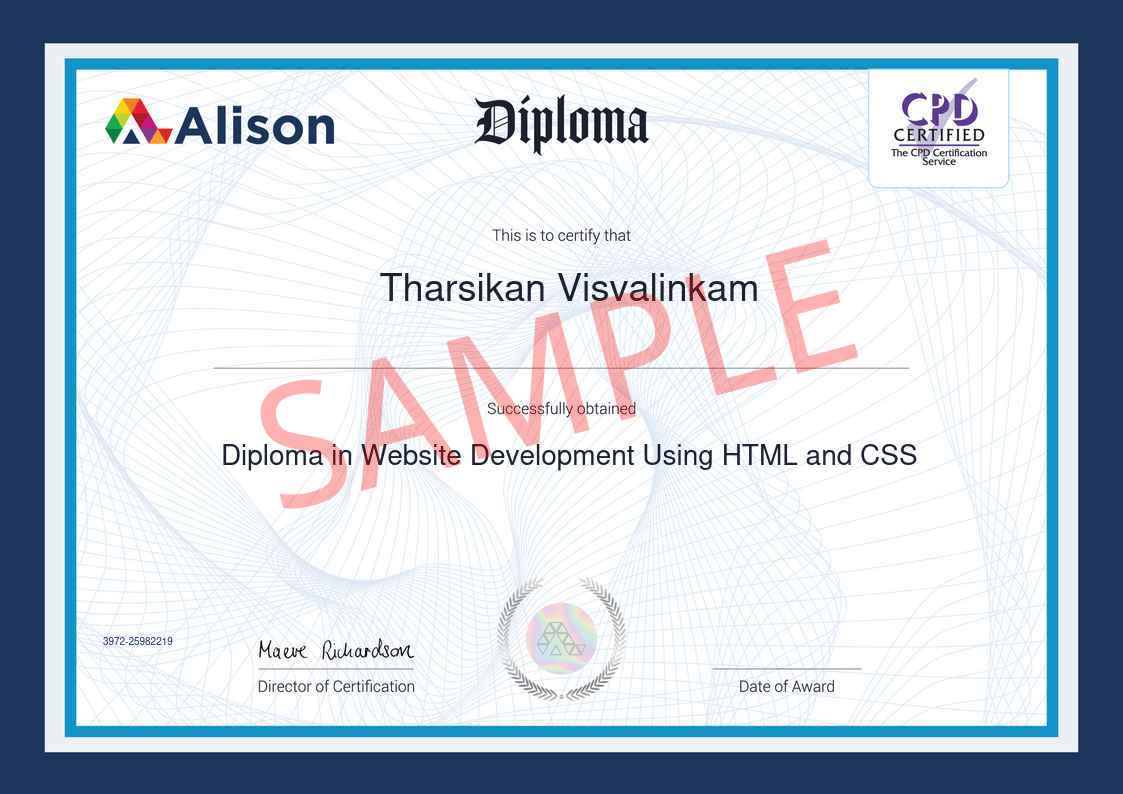 Alison
Diploma
CPD
CERTIFIED
The CPD Certification
Service
This is to certify that
Tharsikan Visvalinkam
SAMPLE
Successfully obtained
Diploma in Website Development Using HTML and CSS
3972-25982219
Maeve Richardson
Director of Certification
Date of Award